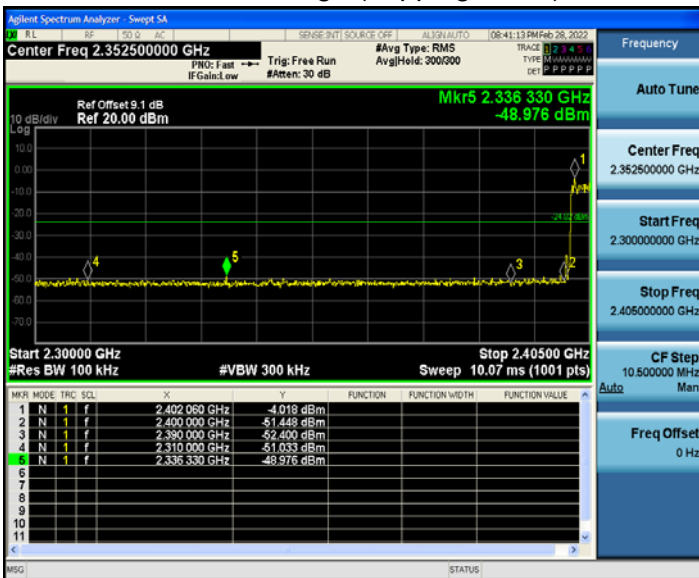 Agilent Spectrum Analyzer - Swept SA
RL RF 50 Ω AC SENSE:INT SOURCE OFF ALIGNAUTO 08:41:13 PM Feb 28, 2022
Center Freq 2.352500000 GHz #Avg Type: RMS TRACE 1 2 3 4 5 6
PNO: Fast Trig: Free Run Avg|Hold: 300/300 TYPE MWWWWW
IFGain:Low #Atten: 30 dB DET P P P P P P
Frequency
Auto Tune
Center Freq
2.352500000 GHz
Start Freq
2.300000000 GHz
Stop Freq
2.405000000 GHz
CF Step
10.500000 MHz
Auto Man
Freq Offset
0 Hz
Mkr5 2.336 330 GHz
-48.976 dBm
Ref Offset 9.1 dB
10 dB/div Ref 20.00 dBm
Log
10.0
0.00
-10.0
-20.0
-30.0
-40.0
-50.0
-60.0
-70.0
1
-24.02 dBm
4
5
3
2
Start 2.30000 GHz Stop 2.40500 GHz
#Res BW 100 kHz #VBW 300 kHz Sweep 10.07 ms (1001 pts)
MKR MODE TRC SCL X Y FUNCTION FUNCTION WIDTH FUNCTION VALUE
1 N 1 f 2.402 060 GHz -4.018 dBm
2 N 1 f 2.400 000 GHz -51.448 dBm
3 N 1 f 2.390 000 GHz -52.400 dBm
4 N 1 f 2.310 000 GHz -51.033 dBm
5 N 1 f 2.336 330 GHz -48.976 dBm
6
7
8
9
10
11
MSG STATUS